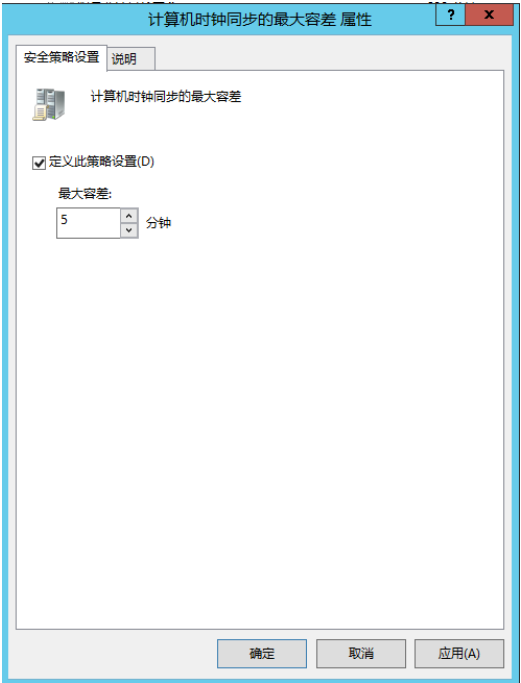 计算机时钟同步的最大容差 属性
? x
安全策略设置 说明
计算机时钟同步的最大容差
定义此策略设置(D)
最大容差:
5 分钟
确定 取消 应用(A)